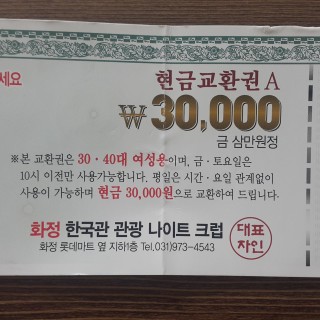 세요
현금교환권 A
₩30,000
금 삼만원정
※본 교환권은 30·40대 여성용이며, 금·토요일은
10시 이전만 사용가능합니다. 평일은 시간·요일 관계없이
사용이 가능하며 현금 30,000원으로 교환하여 드립니다.
화정 한국관 관광 나이트 크럽
화정 롯데마트 옆 지하1층 Tel.031)973-4543
대표
자인